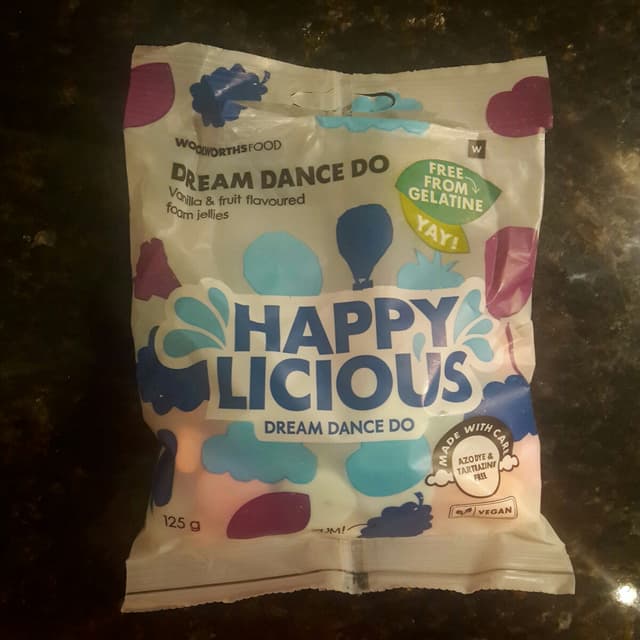 WOOLWORTHSFOOD
W
DREAM DANCE DO
Vanilla & fruit flavoured
foam jellies
FREE
FROM
GELATINE
YAY!
HAPPY
LICIOUS
DREAM DANCE DO
MADE WITH CARE
AZO DYE &
TARTRAZINE
FREE
VEGAN
125 g